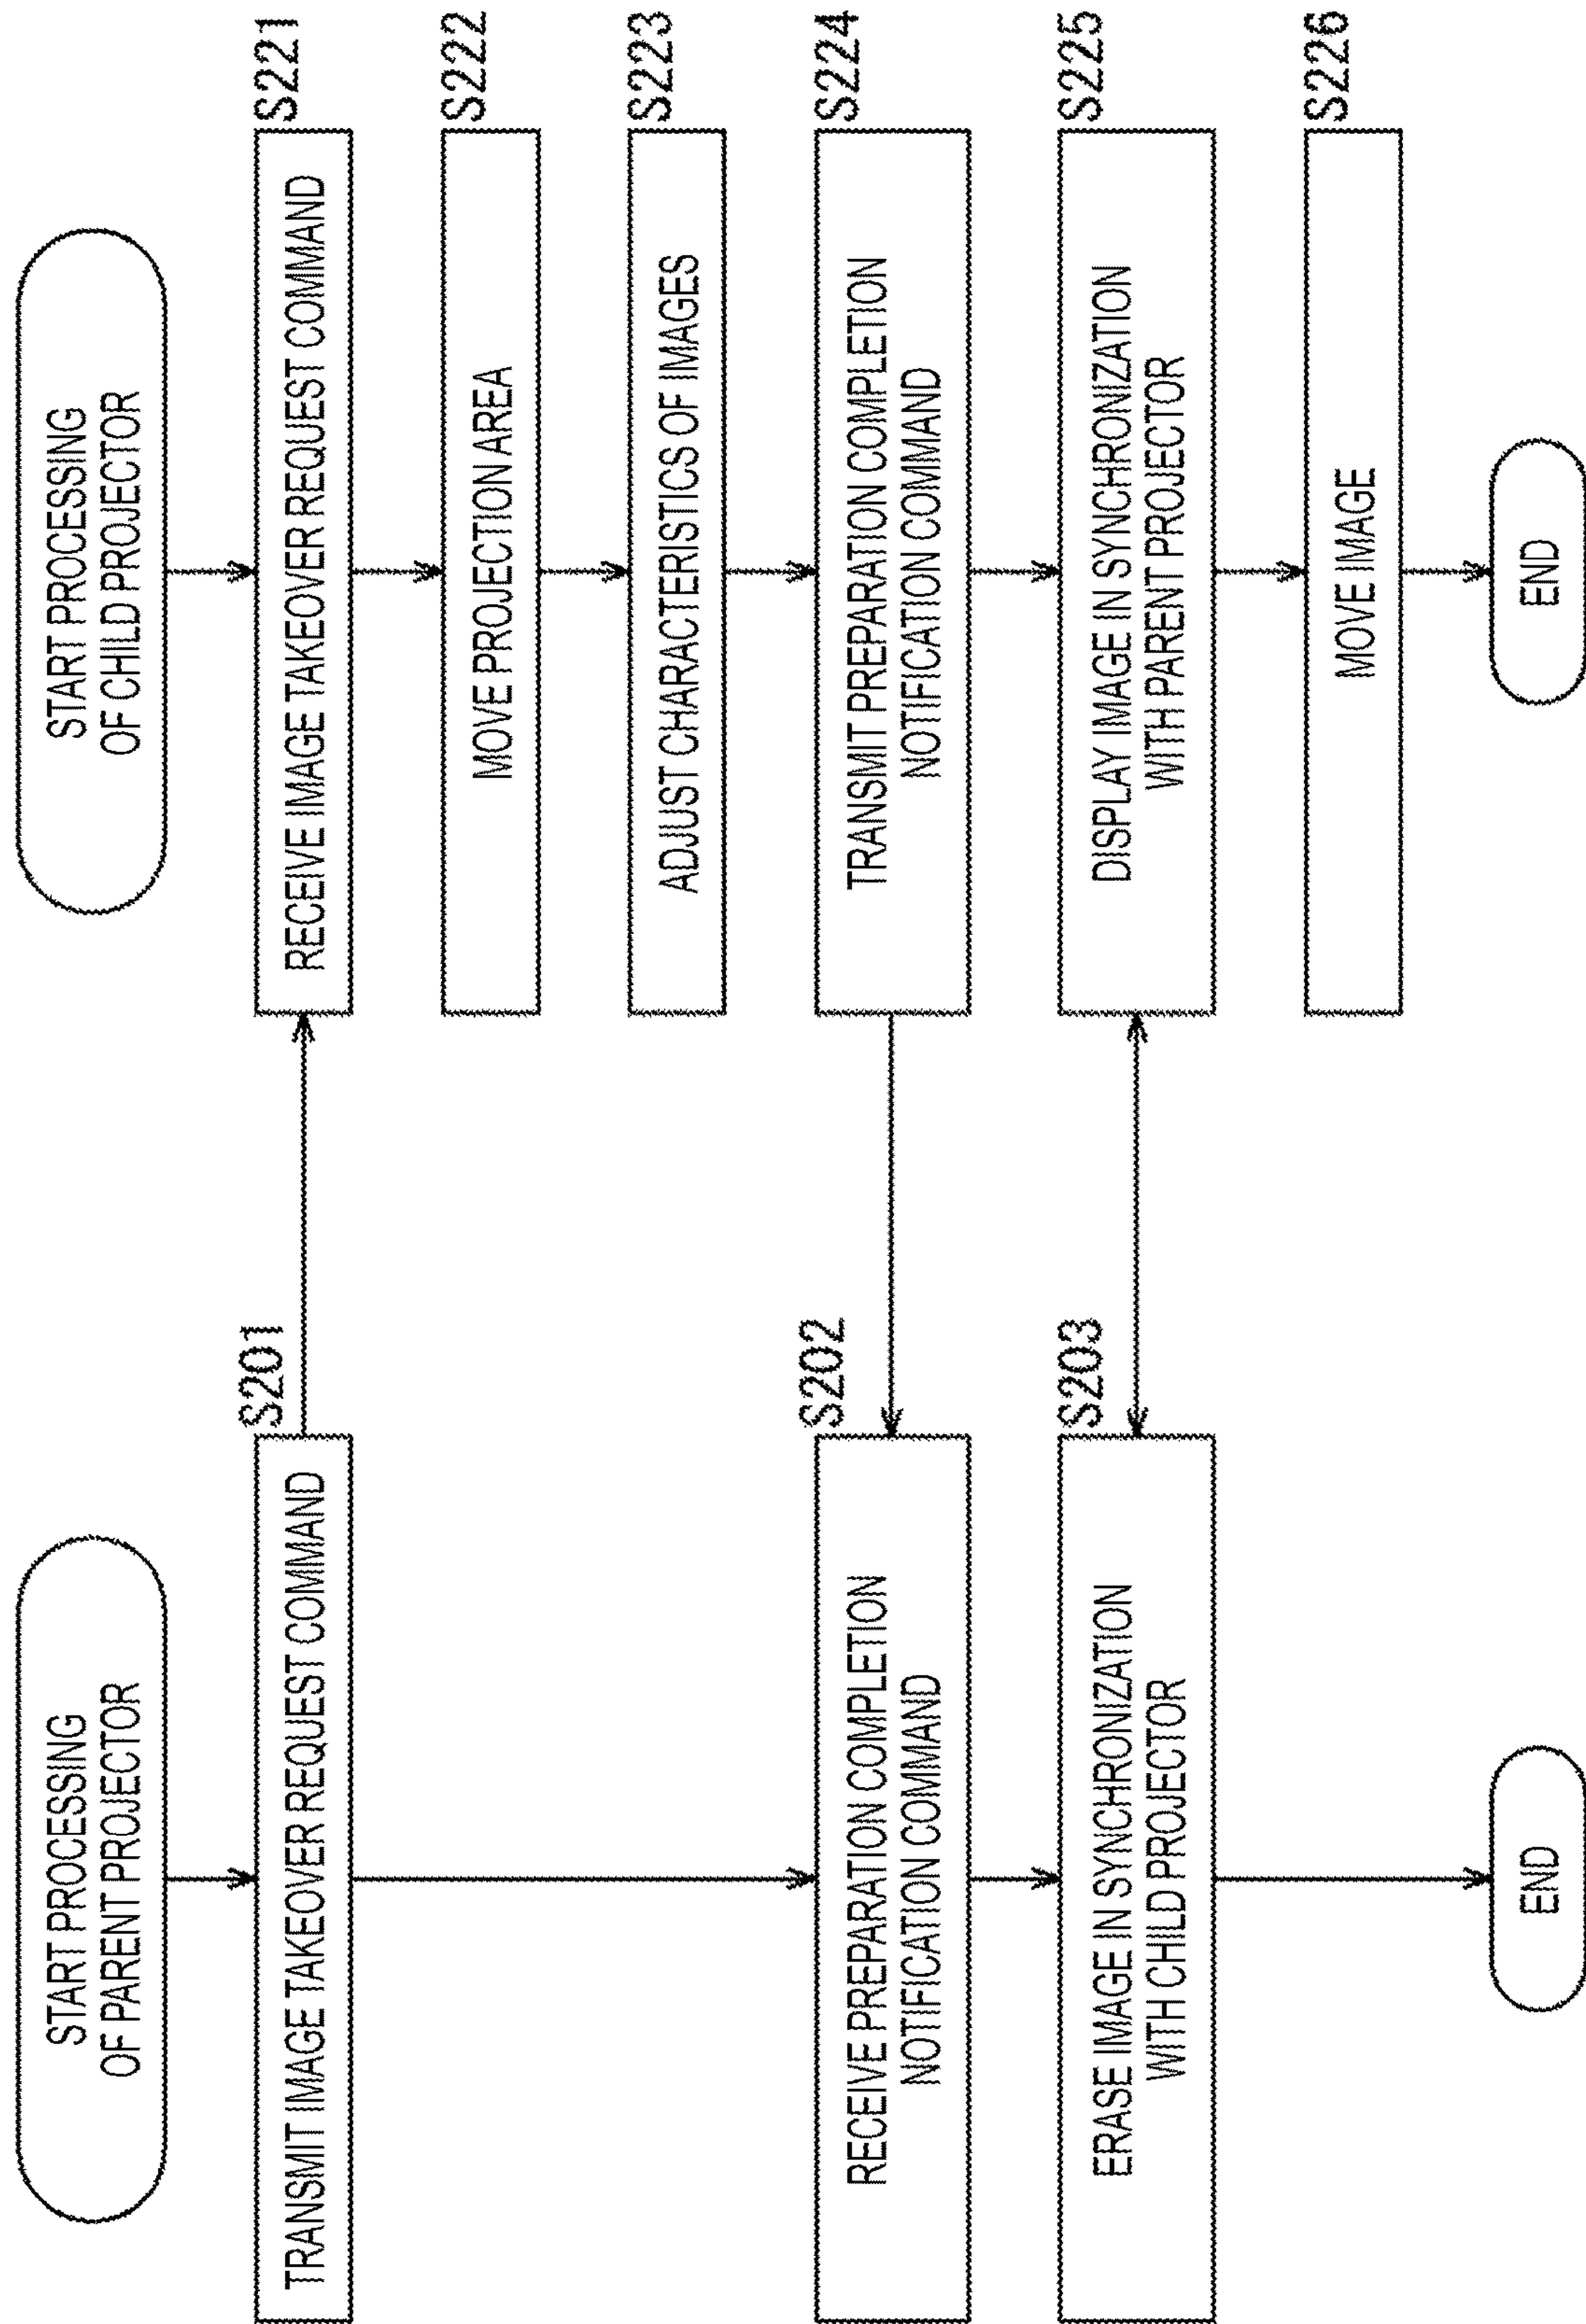 START PROCESSING
OF PARENT PROJECTOR
S201
TRANSMIT IMAGE TAKEOVER REQUEST COMMAND
S202
RECEIVE PREPARATION COMPLETION
NOTIFICATION COMMAND
S203
ERASE IMAGE IN SYNCHRONIZATION
WITH CHILD PROJECTOR
END
START PROCESSING
OF CHILD PROJECTOR
S221
RECEIVE IMAGE TAKEOVER REQUEST COMMAND
S222
MOVE PROJECTION AREA
S223
ADJUST CHARACTERISTICS OF IMAGES
S224
TRANSMIT PREPARATION COMPLETION
NOTIFICATION COMMAND
S225
DISPLAY IMAGE IN SYNCHRONIZATION
WITH PARENT PROJECTOR
S226
MOVE IMAGE
END